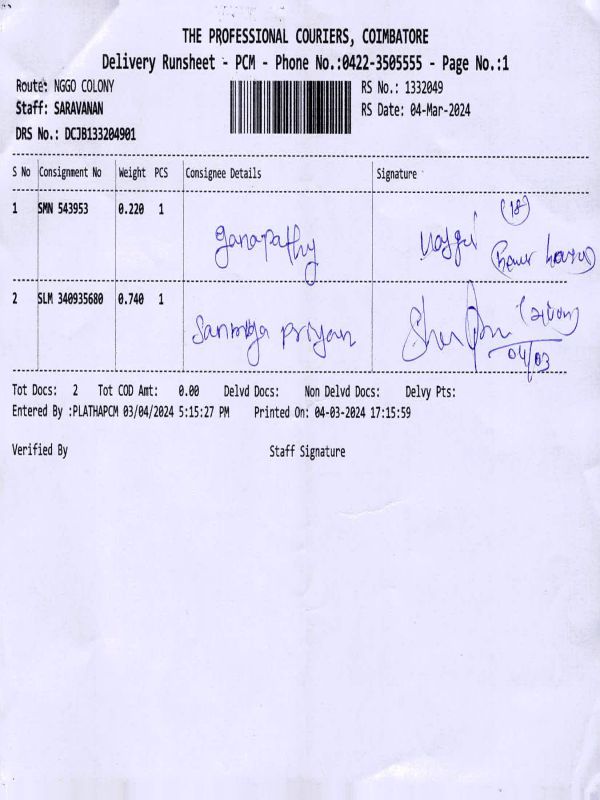 THE PROFESSIONAL COURIERS, COIMBATORE
Delivery Runsheet - PCM - Phone No.:0422-3505555 - Page No.:1
Route: NGGO COLONY RS No.: 1332049
Staff: SARAVANAN RS Date: 04-Mar-2024
DRS No.: DCJB133204901
S No Consignment No Weight PCS Consignee Details Signature
1 SMN 543953 0.220 1 ganapathy (18)
2 SLM 340935680 0.740 1 Sanmuga priyan 04/03
Tot Docs: 2 Tot COD Amt: 0.00 Delvd Docs: Non Delvd Docs: Delvy Pts:
Entered By :PLATHAPCM 03/04/2024 5:15:27 PM Printed On: 04-03-2024 17:15:59
Verified By Staff Signature